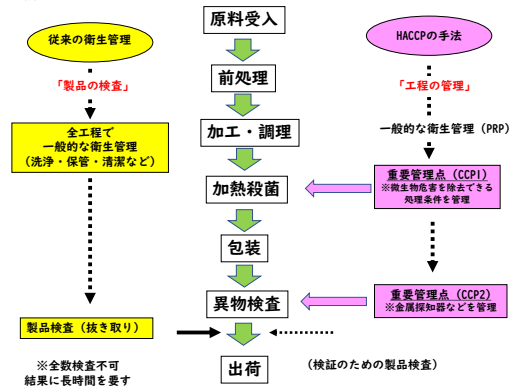 従来の衛生管理
「製品の検査」
全工程で
一般的な衛生管理
(洗浄・保管・清潔など)
製品検査(抜き取り)
※全数検査不可
結果に長時間を要す
原料受入
前処理
加工・調理
加熱殺菌
包装
異物検査
出荷
HACCPの手法
「工程の管理」
一般的な衛生管理(PRP)
重要管理点(CCP1)
※微生物危害を除去できる
処理条件を管理
重要管理点(CCP2)
※金属探知器などを管理
(検証のための製品検査)